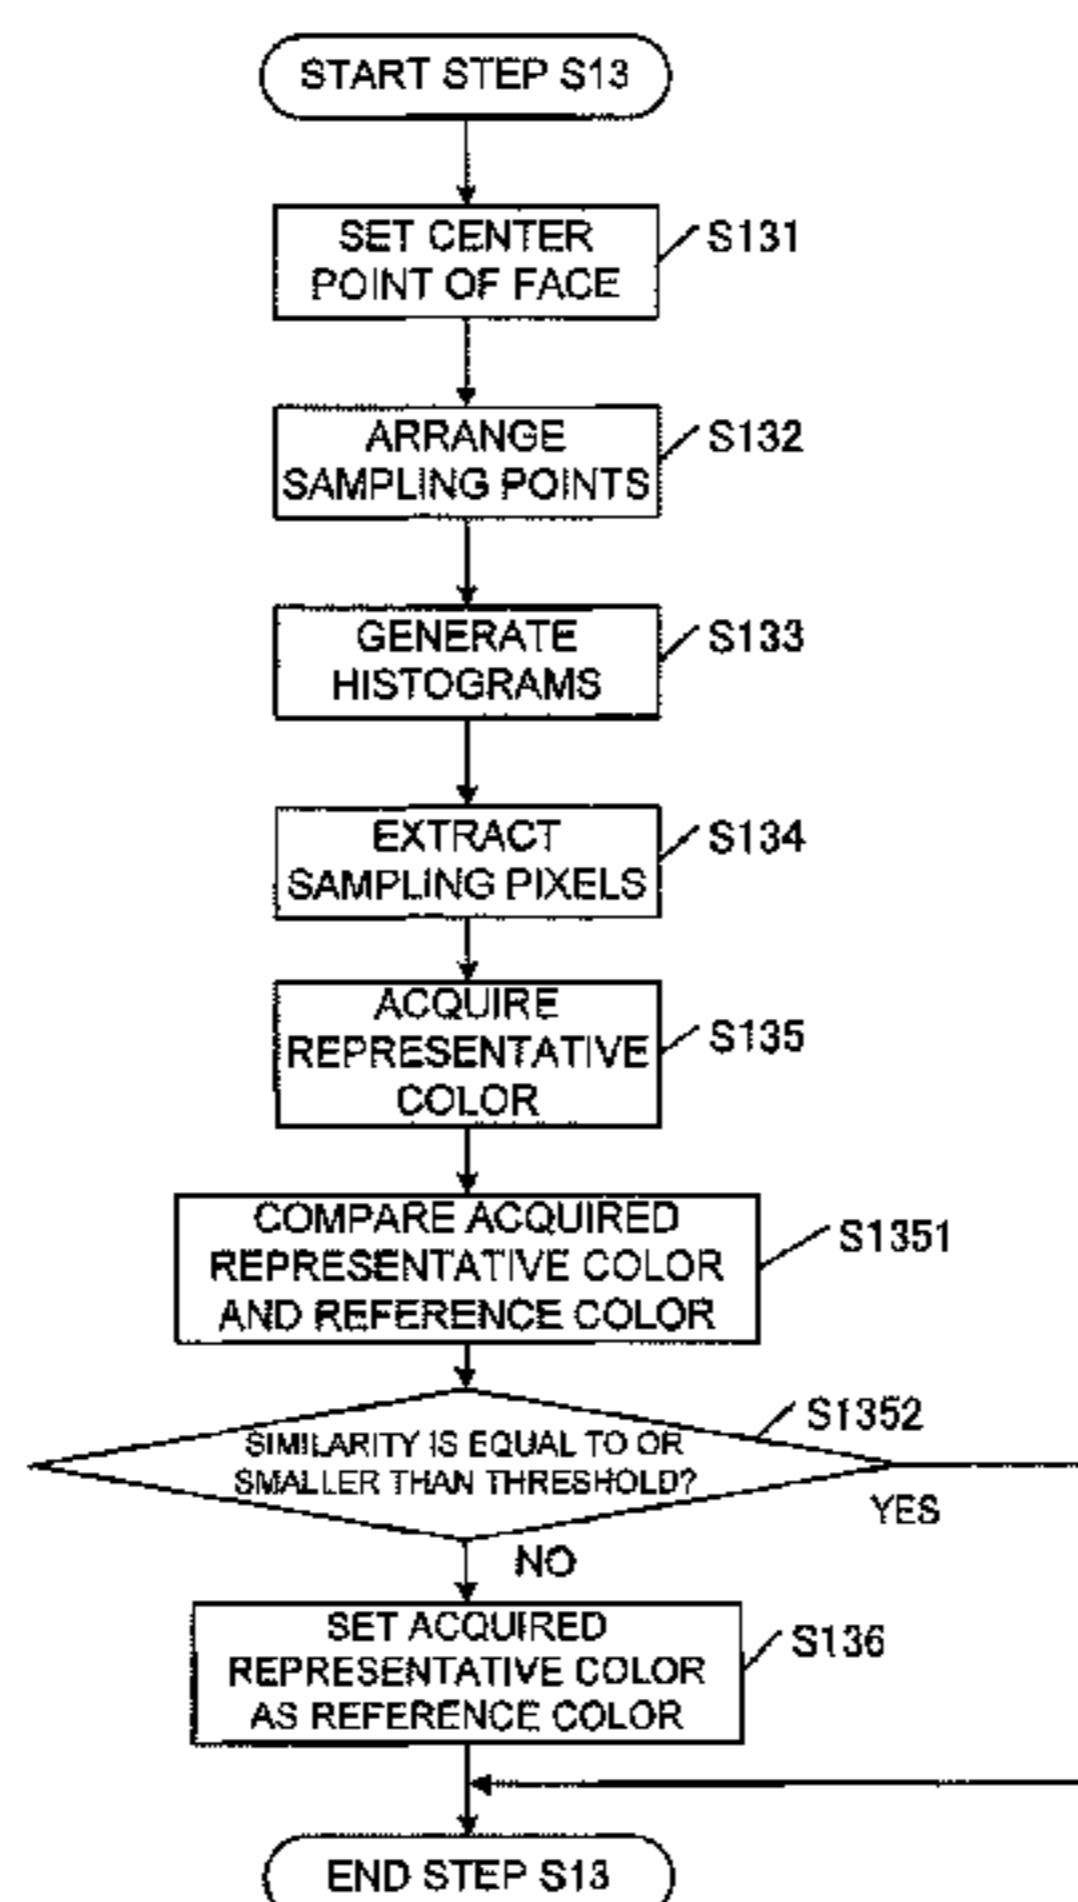 START STEP S13
SET CENTER
POINT OF FACE
S131
ARRANGE
SAMPLING POINTS
S132
GENERATE
HISTOGRAMS
S133
EXTRACT
SAMPLING PIXELS
S134
ACQUIRE
REPRESENTATIVE
COLOR
S135
COMPARE ACQUIRED
REPRESENTATIVE COLOR
AND REFERENCE COLOR
S1351
SIMILARITY IS EQUAL TO OR
SMALLER THAN THRESHOLD?
S1352
YES
NO
SET ACQUIRED
REPRESENTATIVE COLOR
AS REFERENCE COLOR
S136
END STEP S13